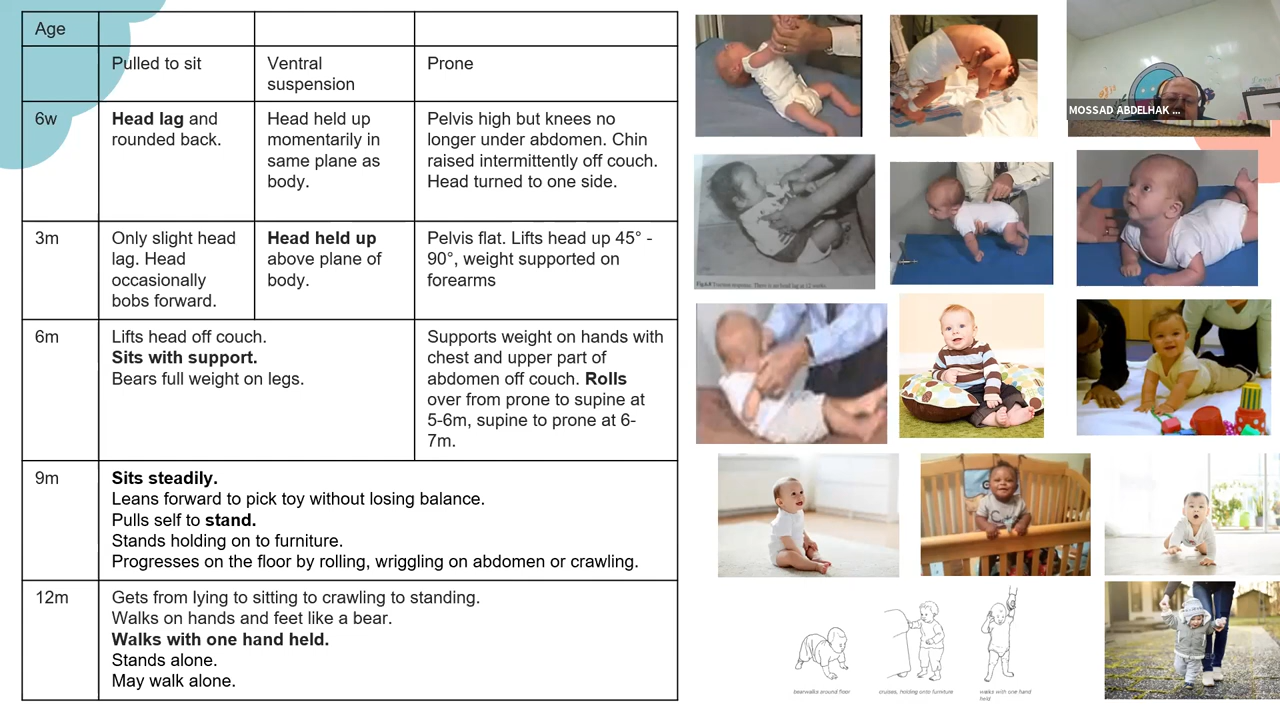 Age
Pulled to sit
Ventral
suspension
Prone
6w
Head lag and
rounded back.
Head held up
momentarily in
same plane as
body.
Pelvis high but knees no
longer under abdomen. Chin
raised intermittently off couch.
Head turned to one side.
3m
Only slight head
lag. Head
occasionally
bobs forward.
Head held up
above plane of
body.
Pelvis flat. Lifts head up 45° -
90°, weight supported on
forearms
6m
Lifts head off couch.
Sits with support.
Bears full weight on legs.
Supports weight on hands with
chest and upper part of
abdomen off couch. Rolls
over from prone to supine at
5-6m, supine to prone at 6-
7m.
9m
Sits steadily.
Leans forward to pick toy without losing balance.
Pulls self to stand.
Stands holding on to furniture.
Progresses on the floor by rolling, wriggling on abdomen or crawling.
12m
Gets from lying to sitting to crawling to standing.
Walks on hands and feet like a bear.
Walks with one hand held.
Stands alone.
May walk alone.
MOSSAD ABDELHAK ...
There is no head lag at 12 weeks
bearwalks around floor
cruises, holding onto furniture
walks with one hand
held